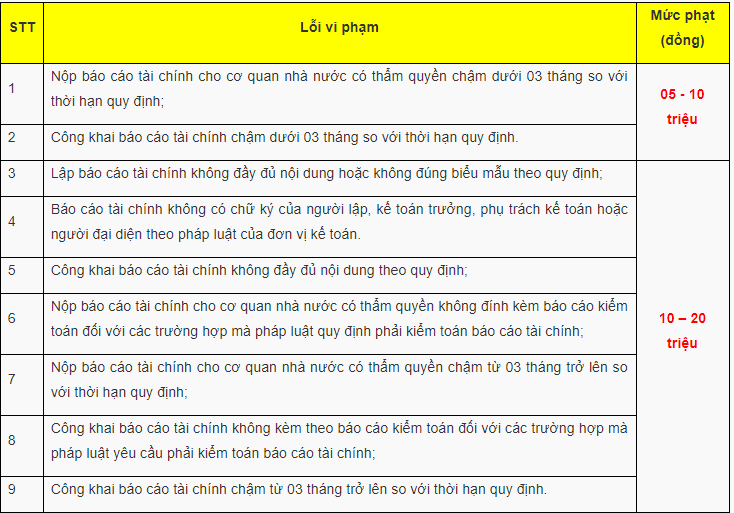 STT
Lỗi vi phạm
Mức phạt
(đồng)
1
Nộp báo cáo tài chính cho cơ quan nhà nước có thẩm quyền chậm dưới 03 tháng so với
thời hạn quy định;
05 - 10
triệu
2
Công khai báo cáo tài chính chậm dưới 03 tháng so với thời hạn quy định.
3
Lập báo cáo tài chính không đầy đủ nội dung hoặc không đúng biểu mẫu theo quy định;
10 – 20
triệu
4
Báo cáo tài chính không có chữ ký của người lập, kế toán trưởng, phụ trách kế toán hoặc
người đại diện theo pháp luật của đơn vị kế toán.
5
Công khai báo cáo tài chính không đầy đủ nội dung theo quy định;
6
Nộp báo cáo tài chính cho cơ quan nhà nước có thẩm quyền không đính kèm báo cáo kiểm
toán đối với các trường hợp mà pháp luật quy định phải kiểm toán báo cáo tài chính;
7
Nộp báo cáo tài chính cho cơ quan nhà nước có thẩm quyền chậm từ 03 tháng trở lên so
với thời hạn quy định;
8
Công khai báo cáo tài chính không kèm theo báo cáo kiểm toán đối với các trường hợp mà
pháp luật yêu cầu phải kiểm toán báo cáo tài chính;
9
Công khai báo cáo tài chính chậm từ 03 tháng trở lên so với thời hạn quy định.